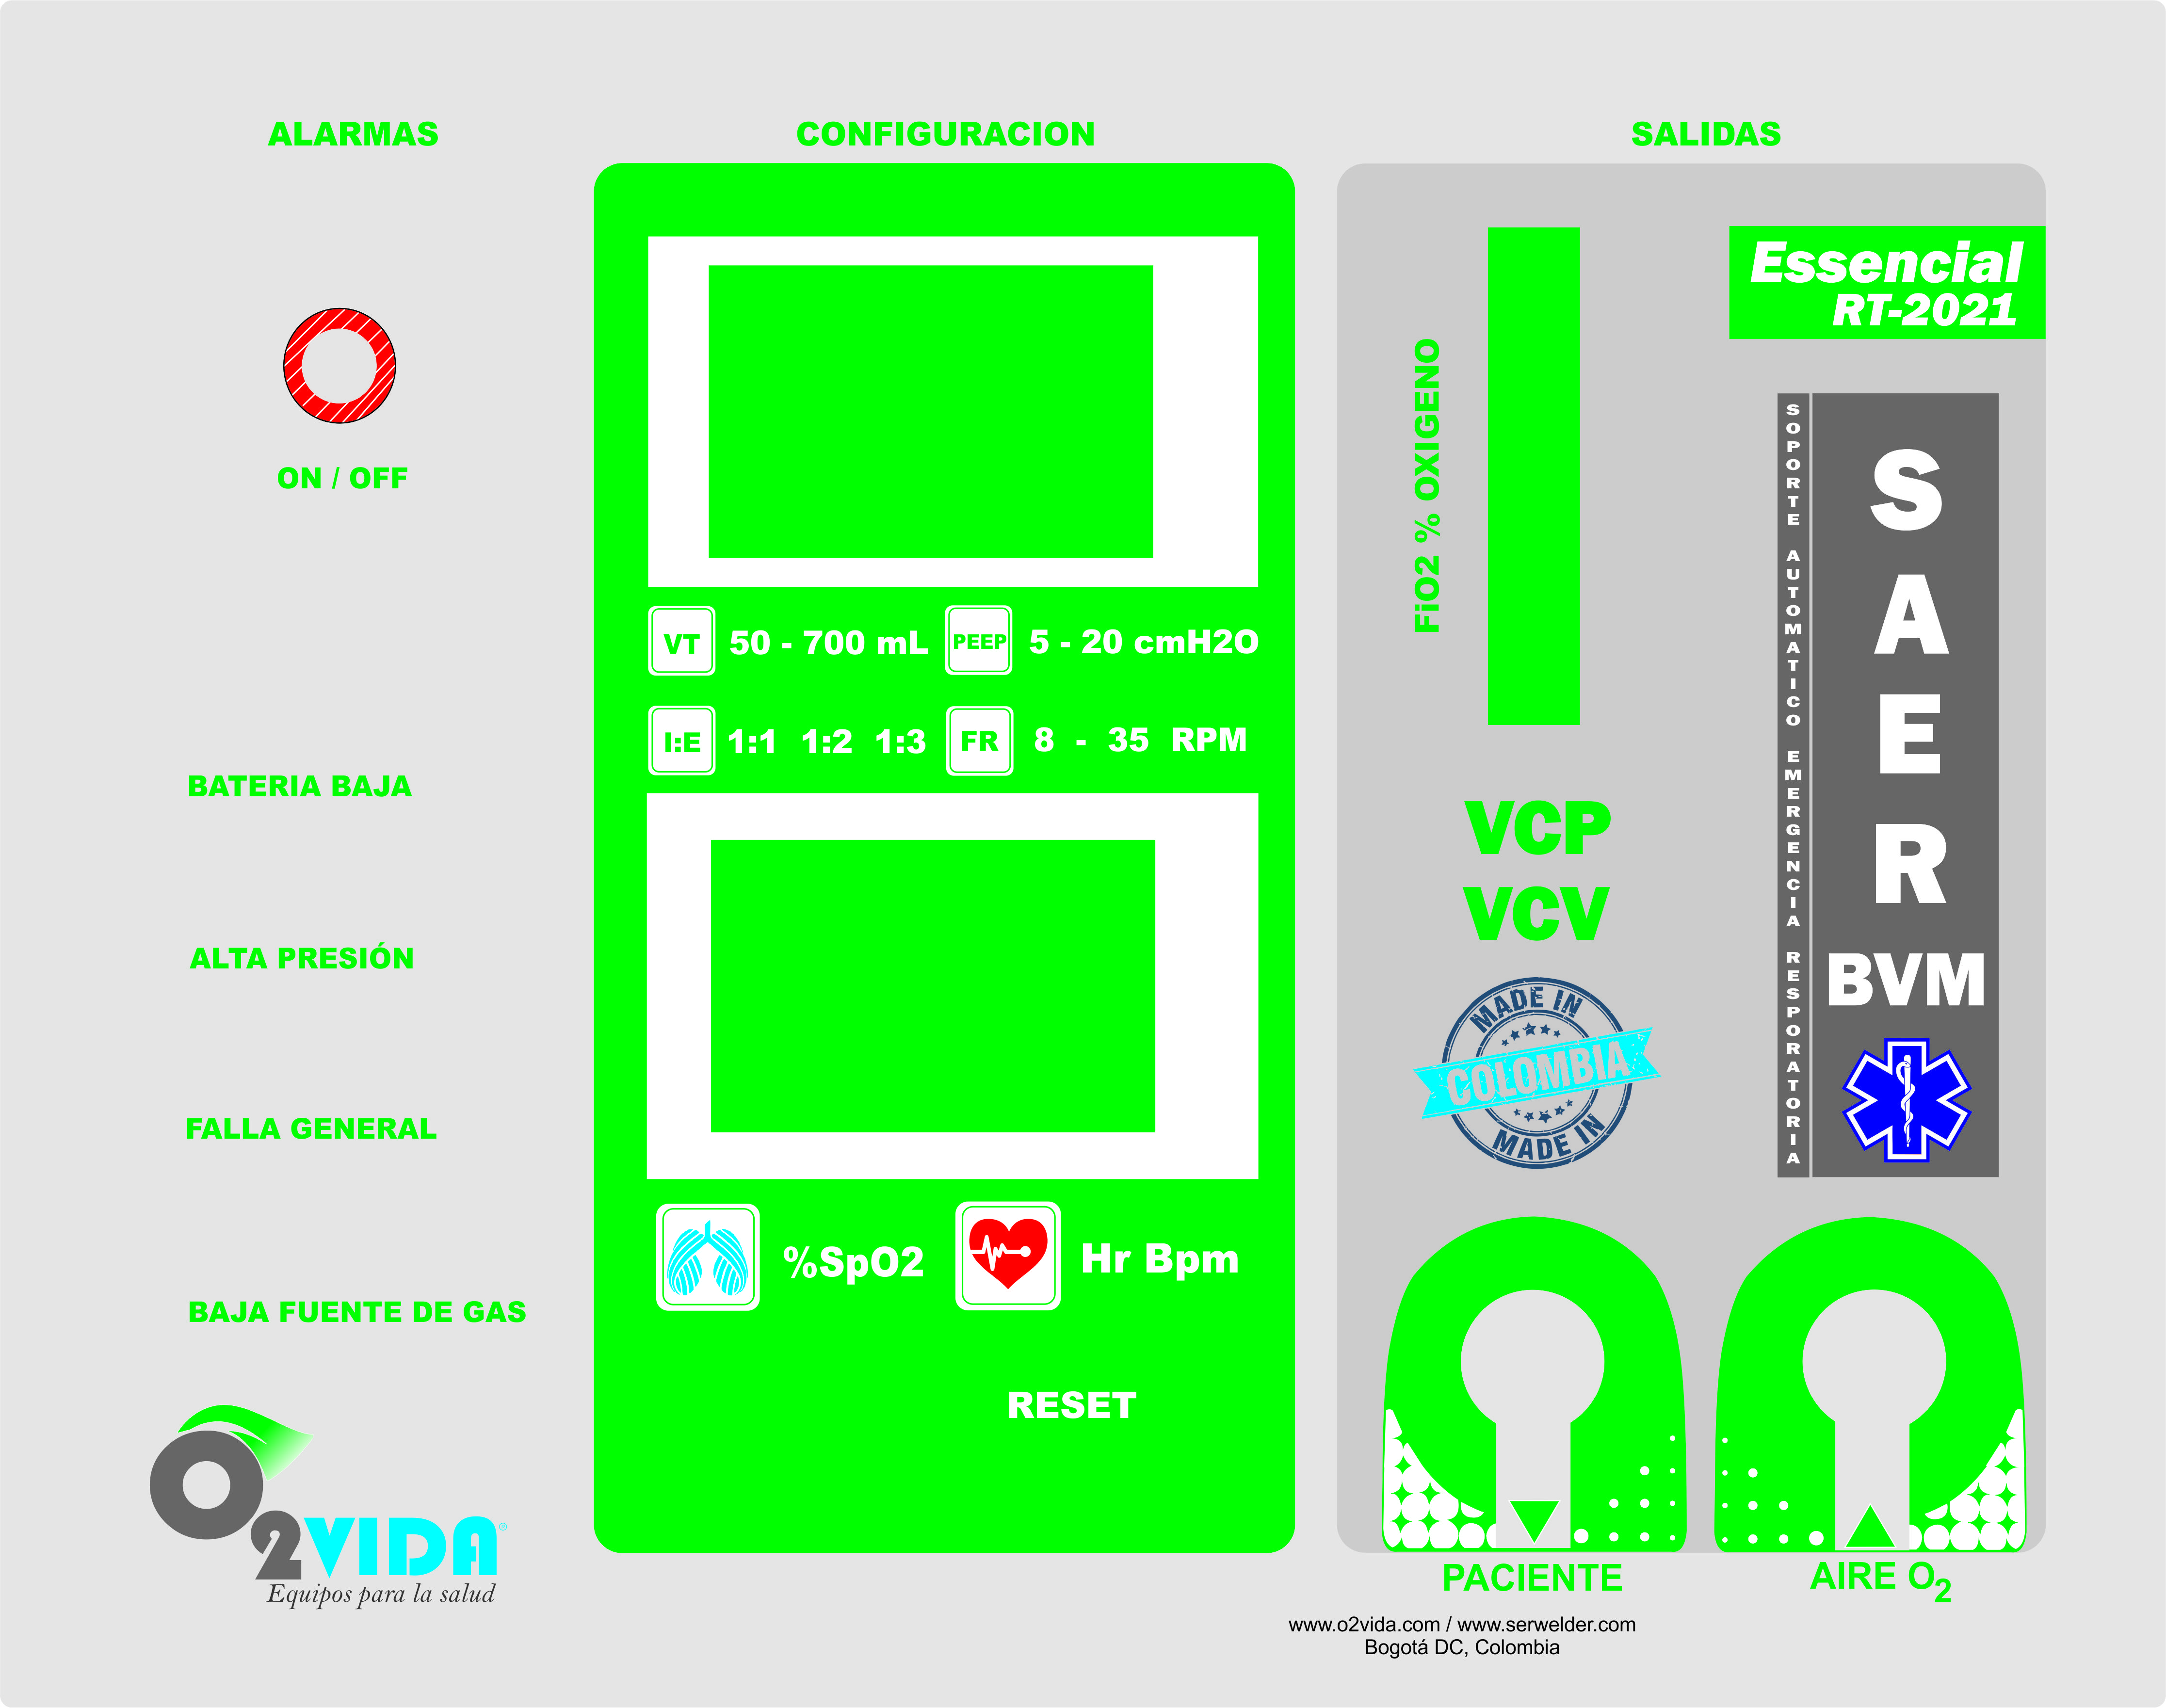 ALARMAS
ON / OFF
BATERIA BAJA
ALTA PRESIÓN
FALLA GENERAL
BAJA FUENTE DE GAS
O2VIDA®
Equipos para la salud
CONFIGURACION
VT 50 - 700 mL PEEP 5 - 20 cmH2O
I:E 1:1 1:2 1:3 FR 8 - 35 RPM
%SpO2 Hr Bpm
RESET
SALIDAS
FiO2 % OXIGENO
VCP
VCV
MADE IN
COLOMBIA
MADE IN
Essencial
RT-2021
SOPORTE AUTOMATICO EMERGENCIA RESPORATORIA
SAER
BVM
PACIENTE
AIRE O2
www.o2vida.com / www.serwelder.com
Bogotá DC, Colombia